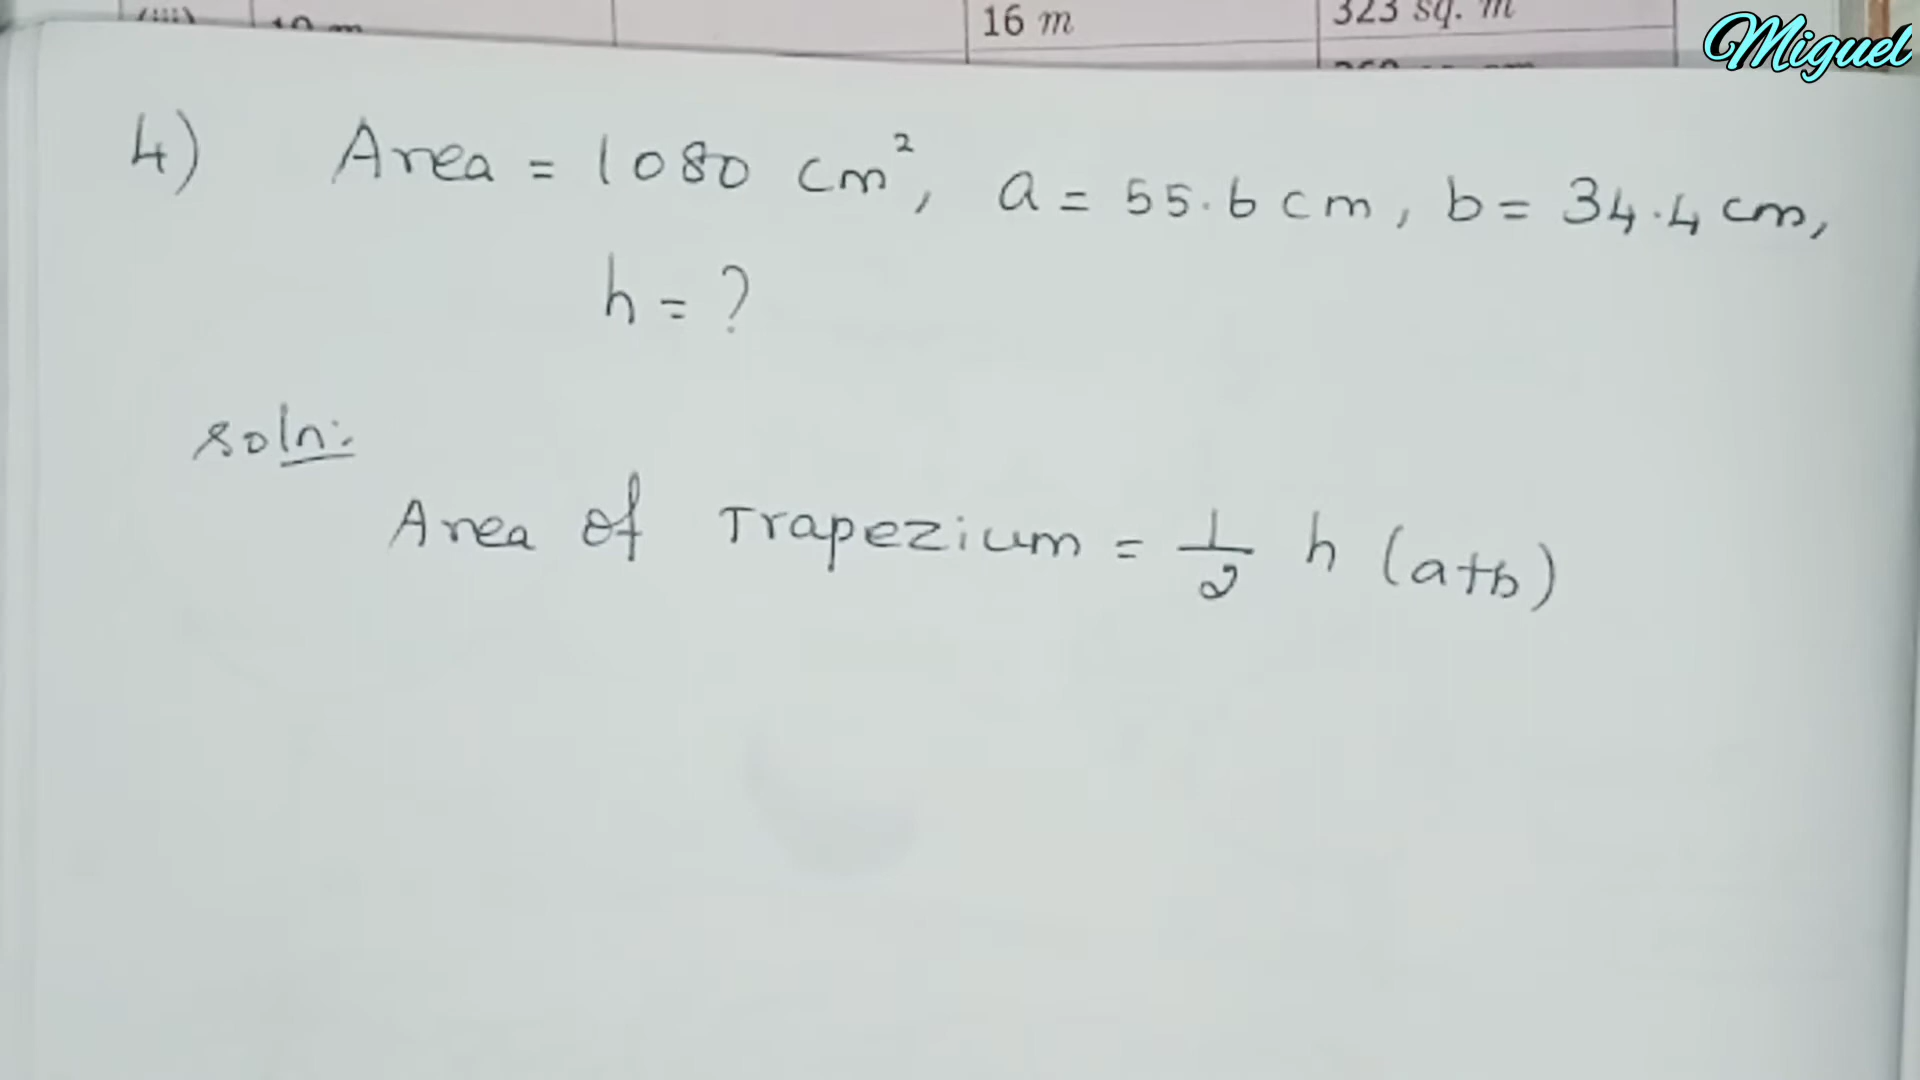 16 m 323 sq. m
Miguel
4) Area = 1080 cm², a = 55.6 cm, b = 34.4 cm,
h = ?
soln:
Area of Trapezium = 1/2 h (a+b)